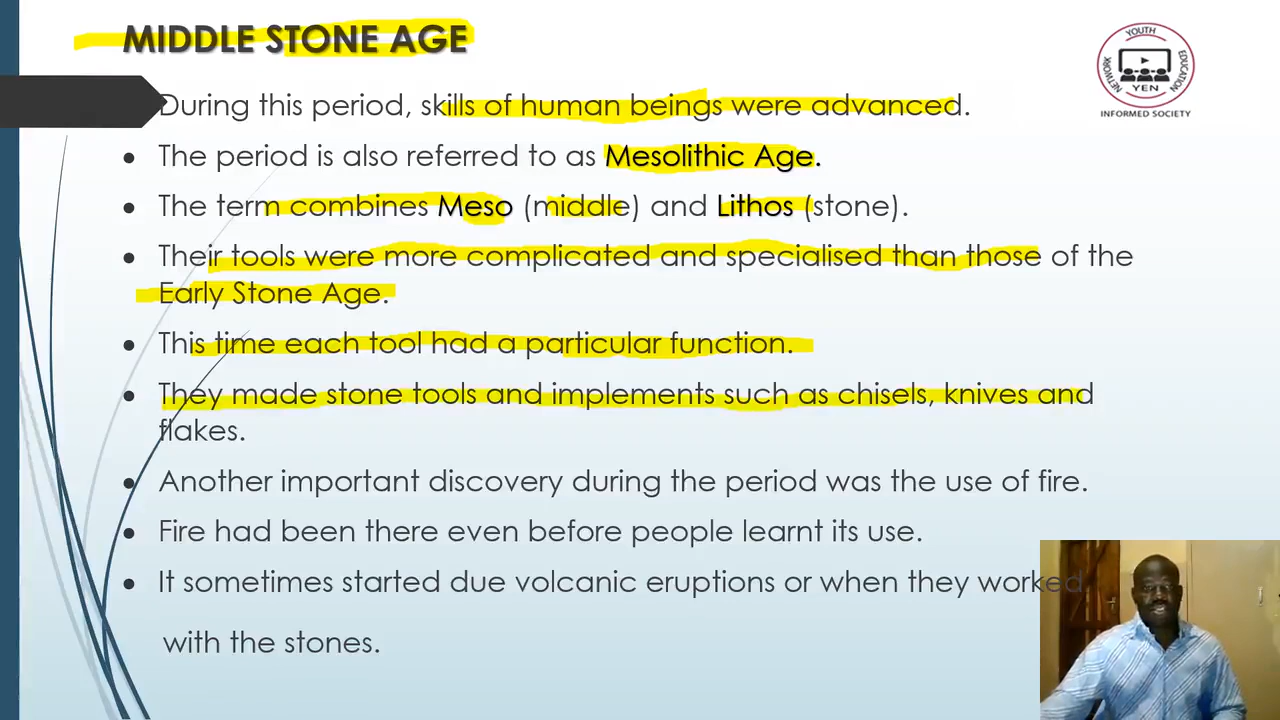 MIDDLE STONE AGE
During this period, skills of human beings were advanced.
• The period is also referred to as Mesolithic Age.
• The term combines Meso (middle) and Lithos (stone).
• Their tools were more complicated and specialised than those of the
Early Stone Age.
• This time each tool had a particular function.
• They made stone tools and implements such as chisels, knives and
flakes.
• Another important discovery during the period was the use of fire.
• Fire had been there even before people learnt its use.
• It sometimes started due volcanic eruptions or when they worked
with the stones.
YOUTH
EDUCATION
NETWORK
YEN
INFORMED SOCIETY